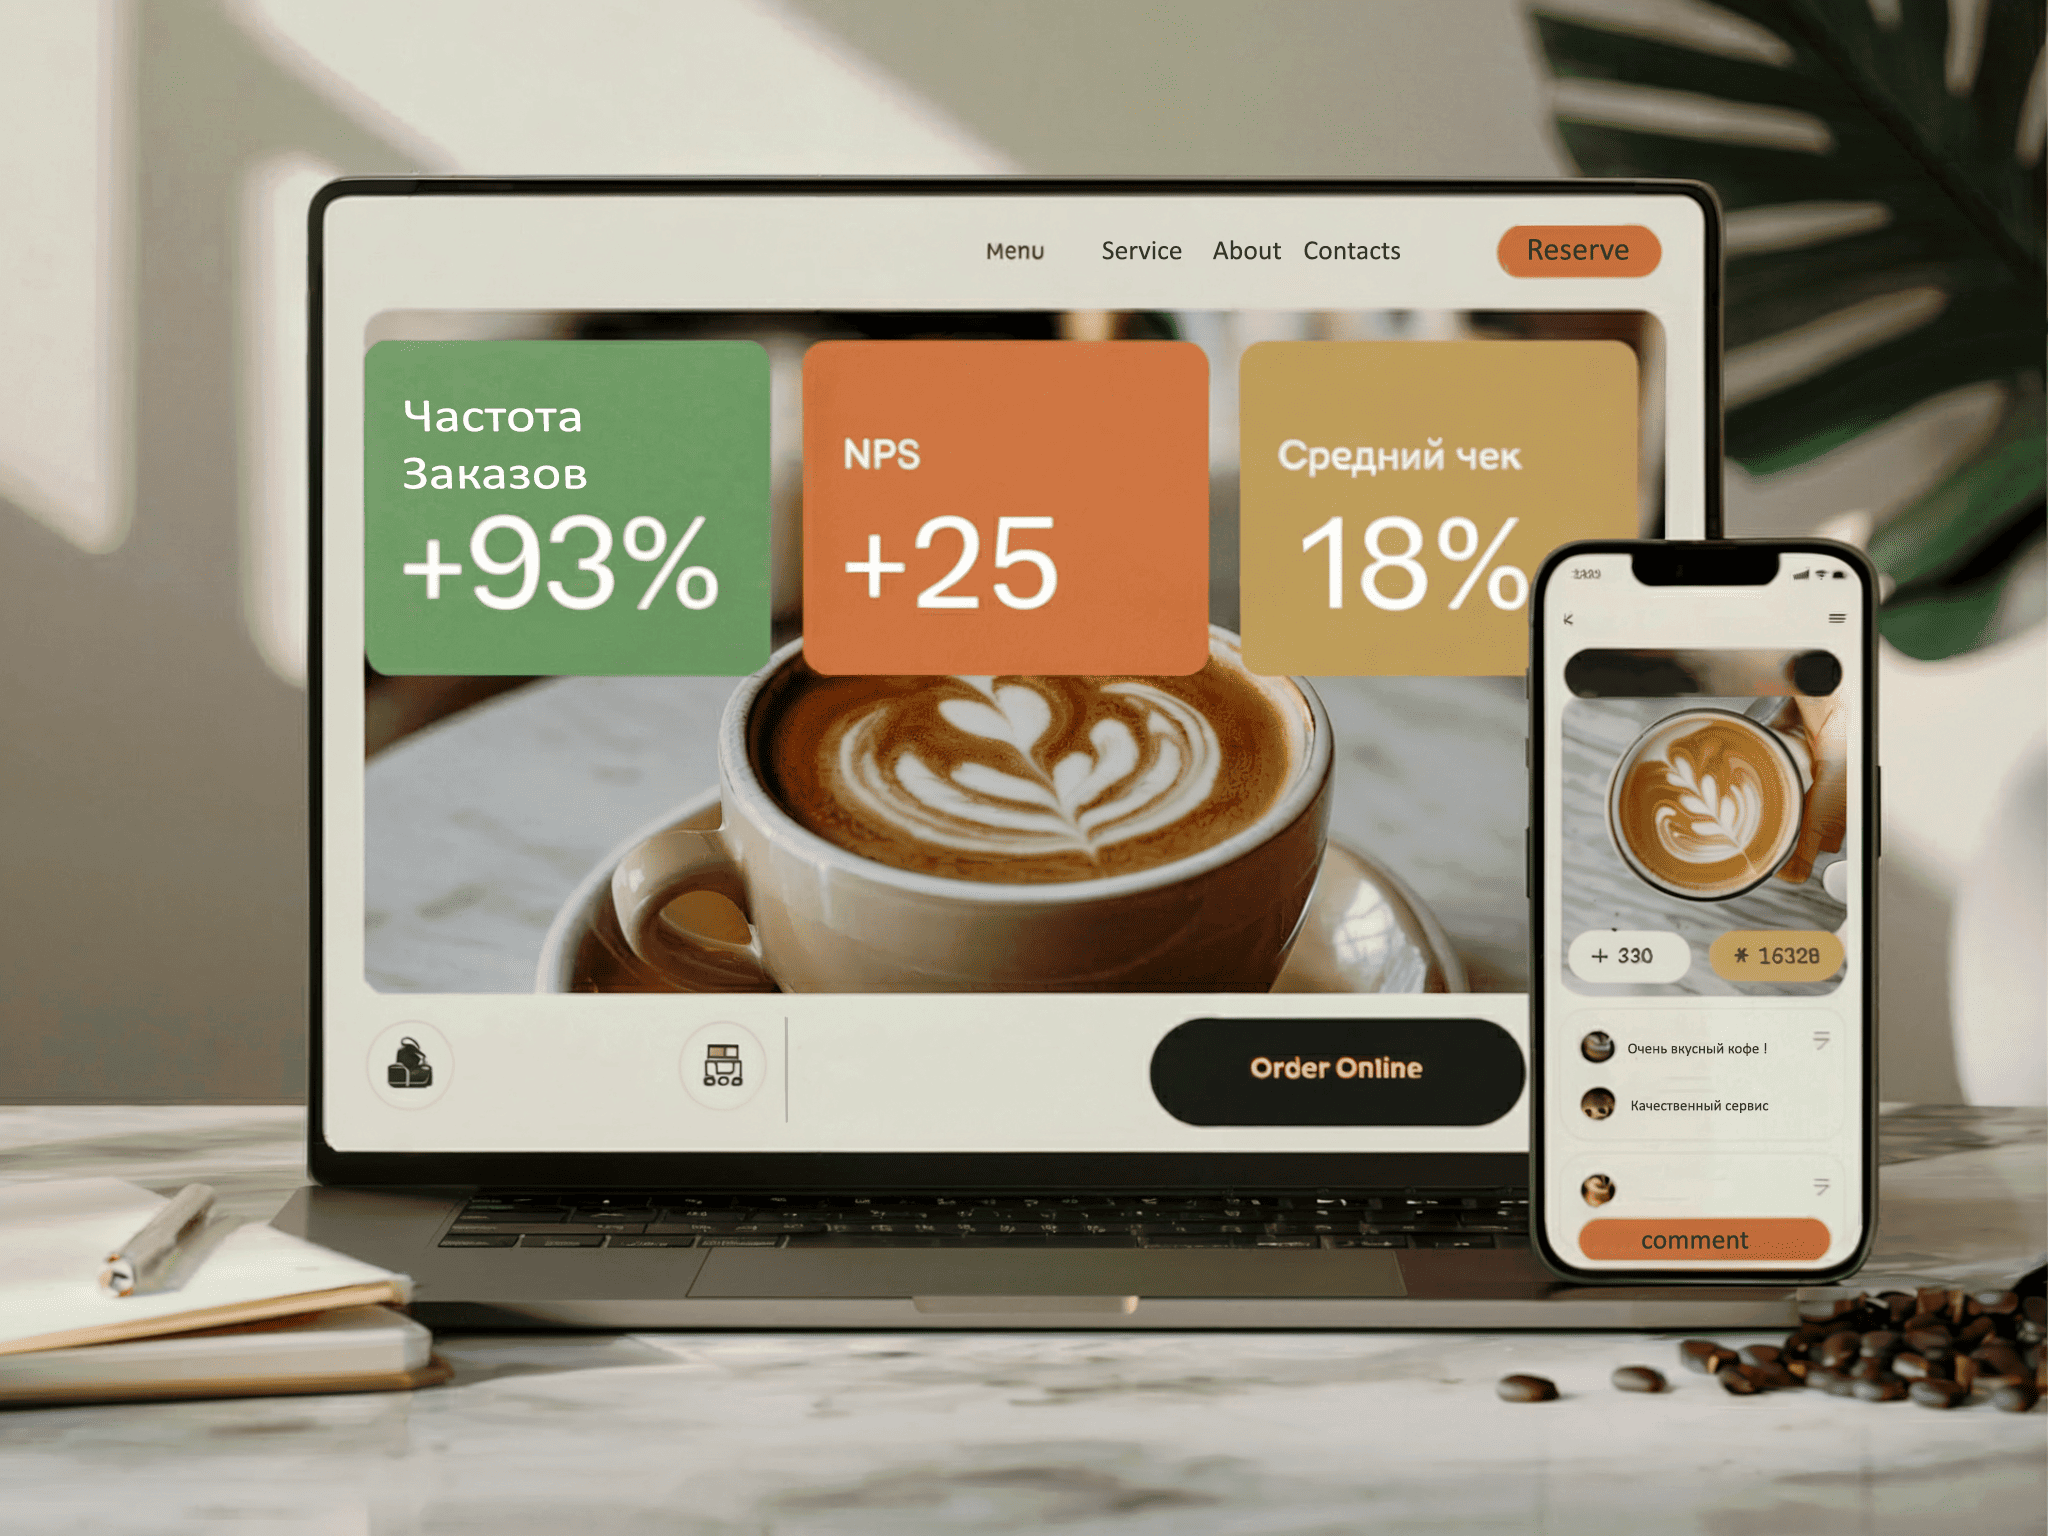 Menu Service About Contacts Reserve
Частота
Заказов
+93%
NPS
+25
Средний чек
18%
Order Online
+ 330
* 16328
Очень вкусный кофе !
Качественный сервис
comment